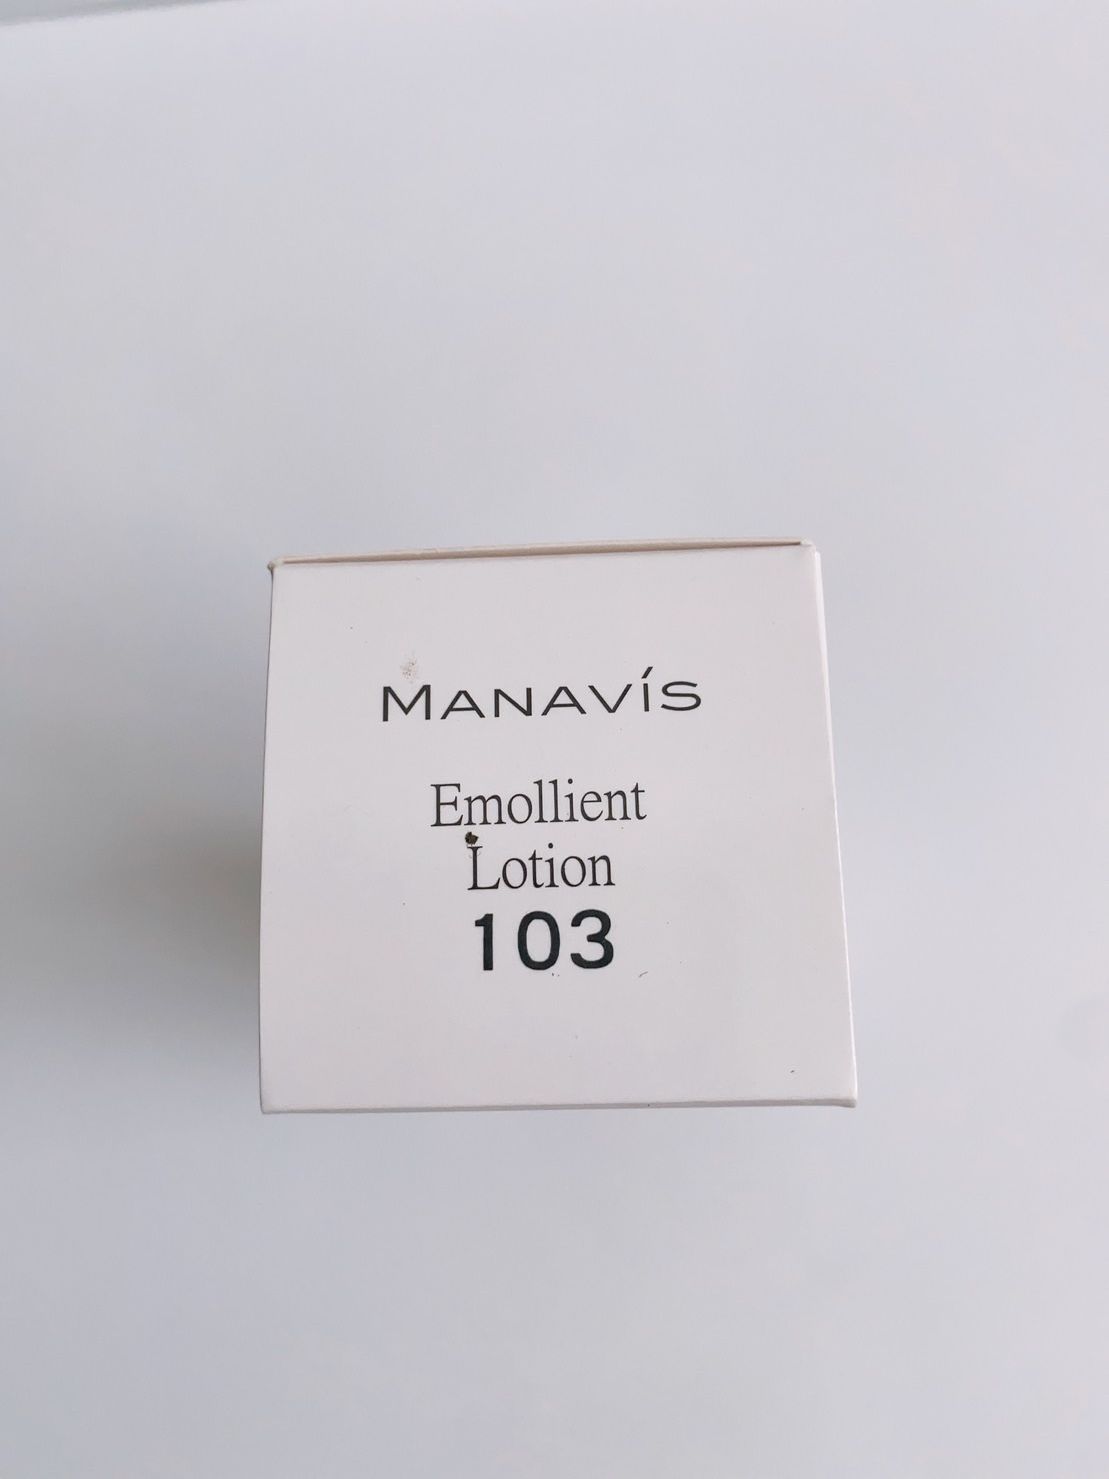 MANAVÍS
Emollient
Lotion
103